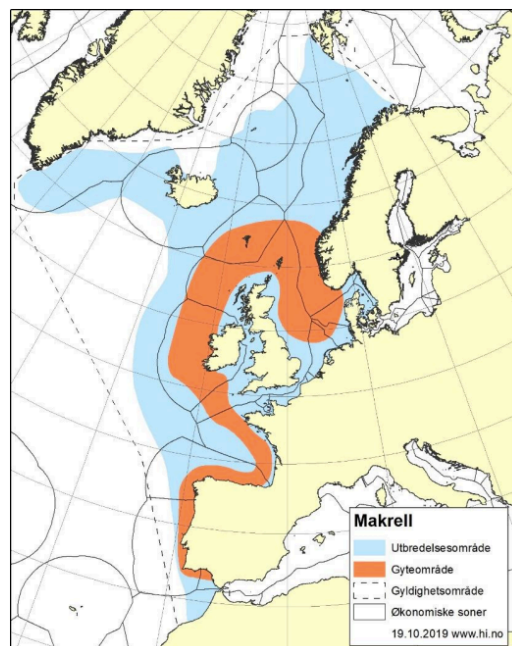 Makrell
Utbredelsesområde
Gyteområde
Gyldighetsområde
Økonomiske soner
19.10.2019 www.hi.no